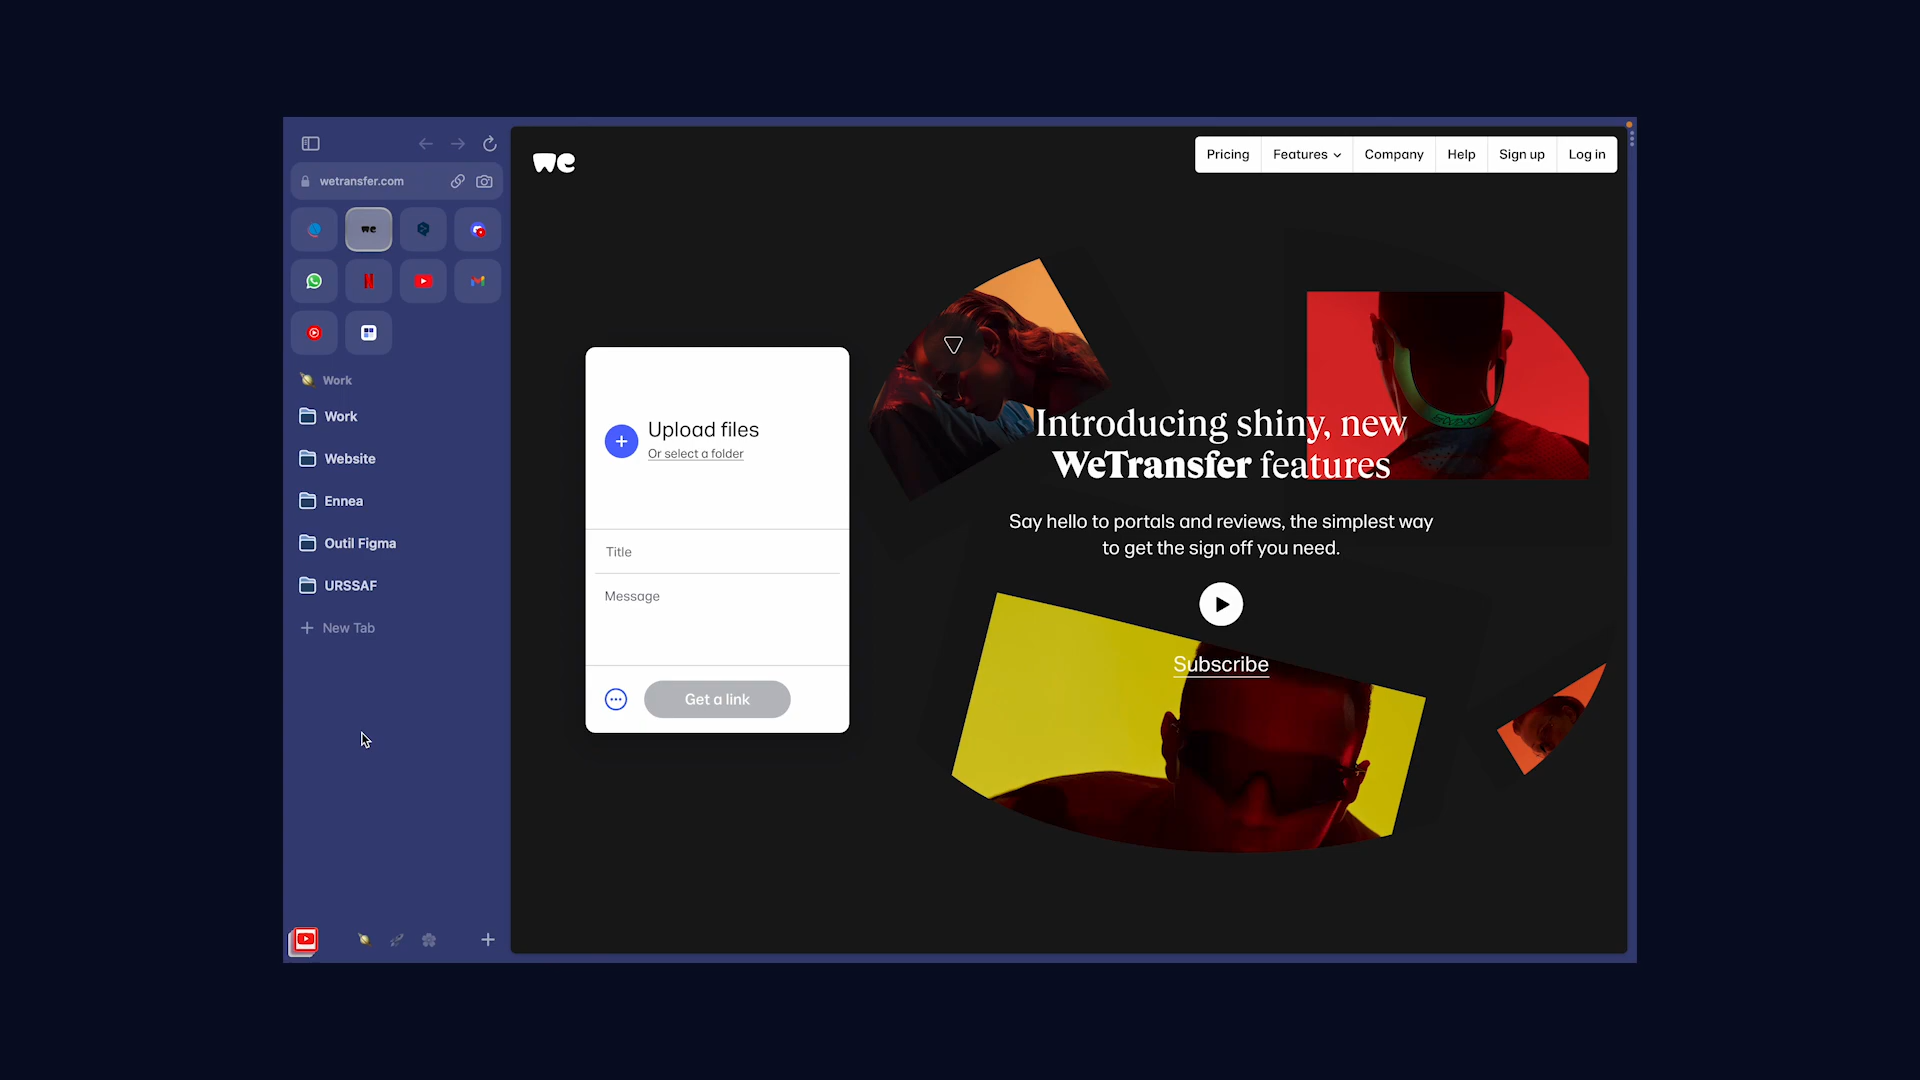 wetransfer.com
we
Work
Work
Website
Ennea
Outil Figma
URSSAF
New Tab
we
Pricing
Features
Company
Help
Sign up
Log in
Upload files
Or select a folder
Title
Message
Get a link
Introducing shiny, new
WeTransfer features
Say hello to portals and reviews, the simplest way
to get the sign off you need.
Subscribe